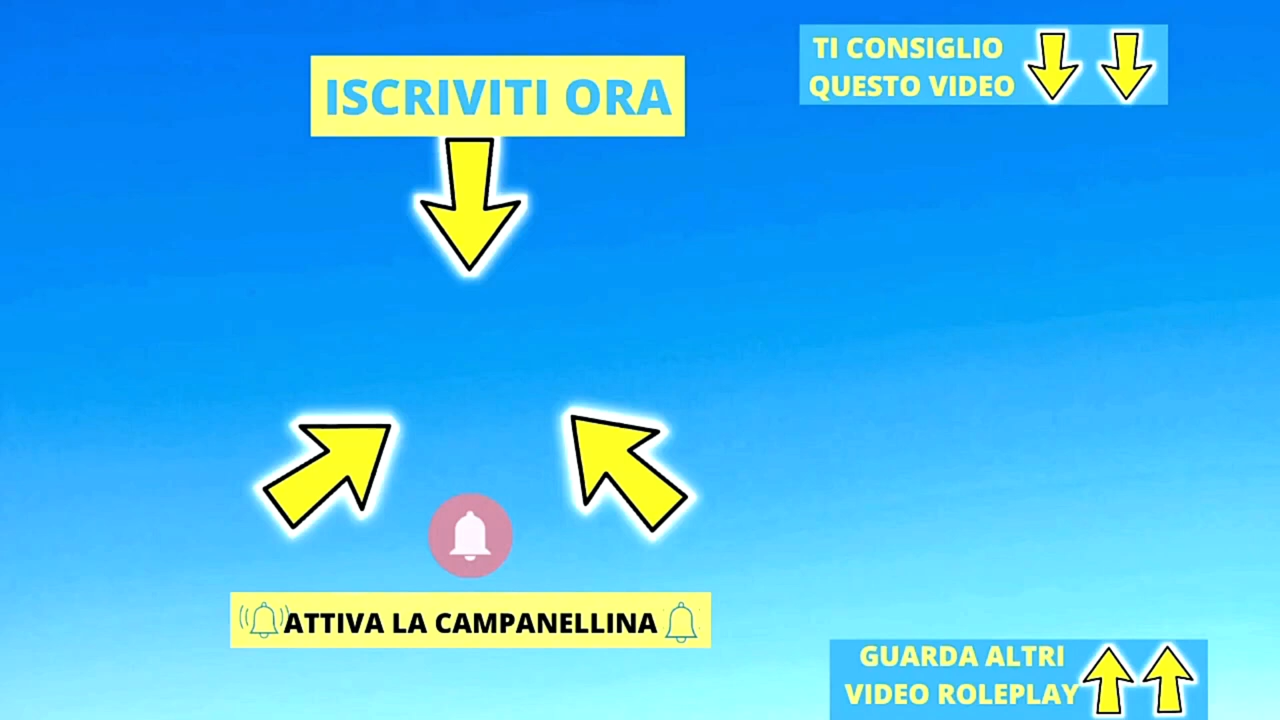 ISCRIVITI ORA
TI CONSIGLIO
QUESTO VIDEO
ATTIVA LA CAMPANELLINA
GUARDA ALTRI
VIDEO ROLEPLAY